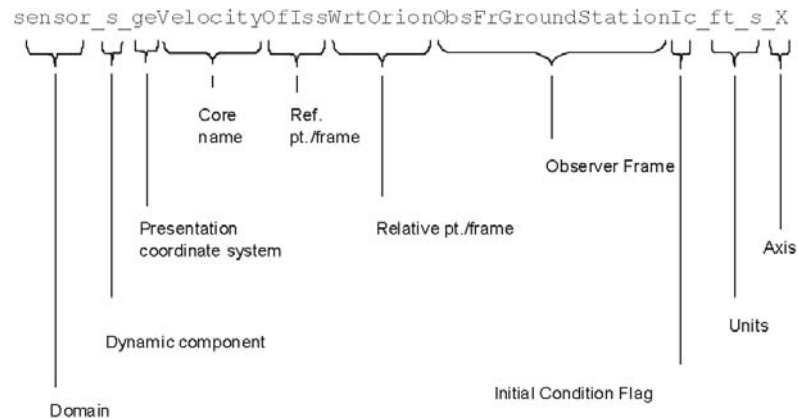 sensor_s_geVelocityOfIssWrtOrionObsFrGroundStationIc_ft_s_X
Core
name
Ref.
pt./frame
Observer Frame
Presentation
coordinate system
Relative pt./frame
Axis
Dynamic component
Units
Initial Condition Flag
Domain